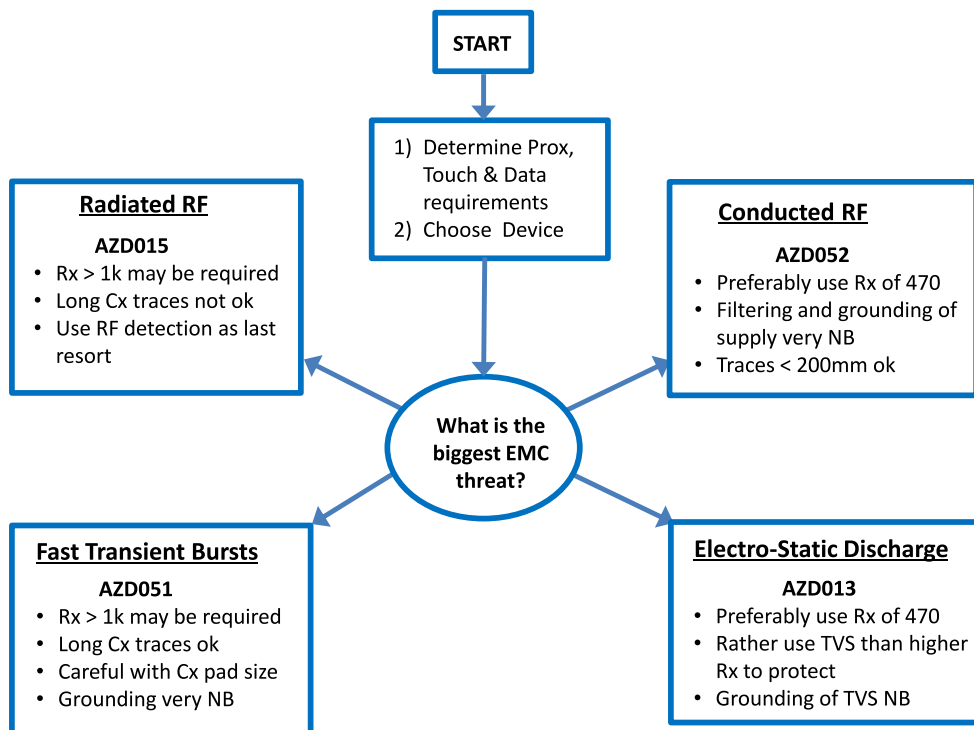 START
1) Determine Prox,
Touch & Data
requirements
2) Choose Device
Radiated RF
AZD015
• Rx > 1k may be required
• Long Cx traces not ok
• Use RF detection as last
resort
Conducted RF
AZD052
• Preferably use Rx of 470
• Filtering and grounding of
supply very NB
• Traces < 200mm ok
What is the
biggest EMC
threat?
Fast Transient Bursts
AZD051
• Rx > 1k may be required
• Long Cx traces ok
• Careful with Cx pad size
• Grounding very NB
Electro-Static Discharge
AZD013
• Preferably use Rx of 470
• Rather use TVS than higher
Rx to protect
• Grounding of TVS NB